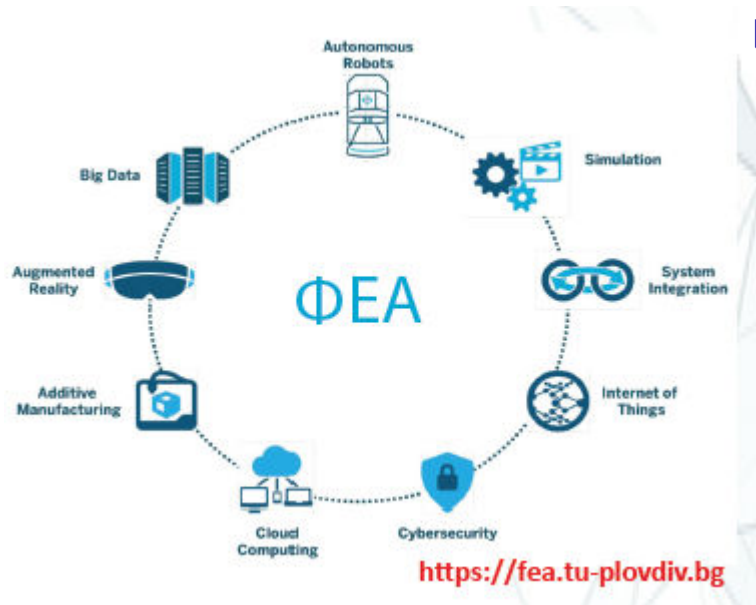 Autonomous
Robots
Simulation
System
Integration
Internet of
Things
Cybersecurity
Cloud
Computing
Additive
Manufacturing
Augmented
Reality
Big Data
ФЕА
https://fea.tu-plovdiv.bg